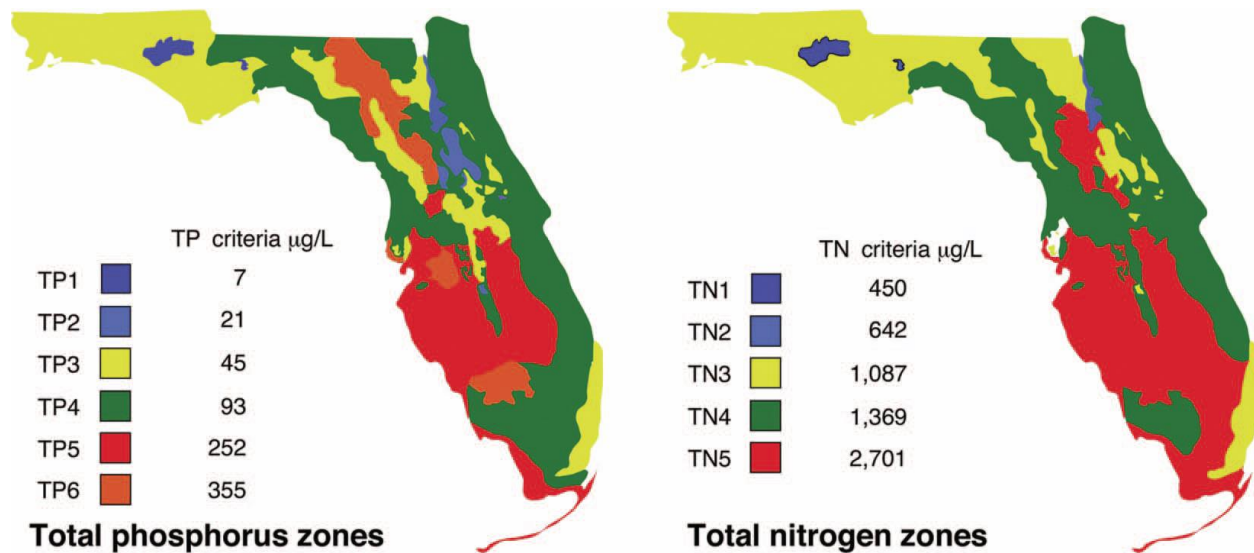 TP criteria µg/L
TP1 7
TP2 21
TP3 45
TP4 93
TP5 252
TP6 355
Total phosphorus zones
TN criteria µg/L
TN1 450
TN2 642
TN3 1,087
TN4 1,369
TN5 2,701
Total nitrogen zones